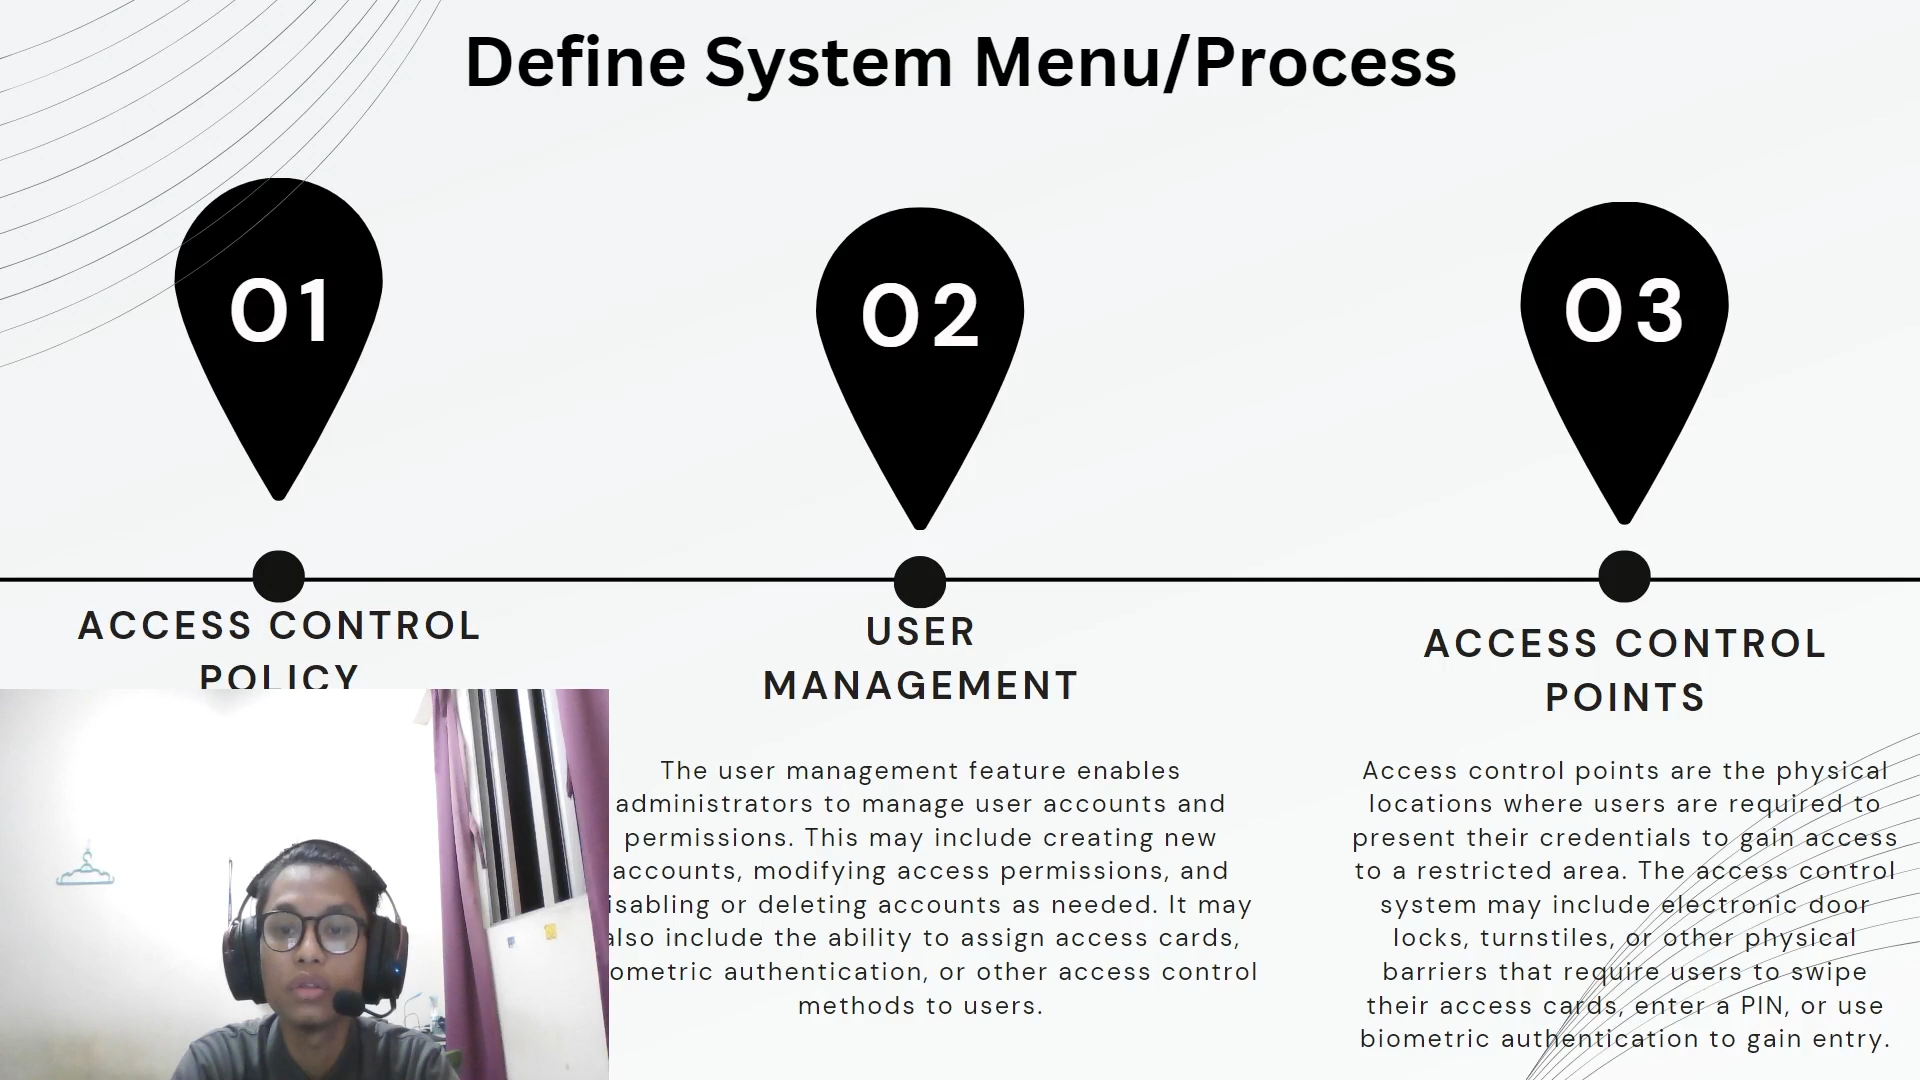 Define System Menu/Process
01
02
03
ACCESS CONTROL
POLICY
USER
MANAGEMENT
The user management feature enables
administrators to manage user accounts and
permissions. This may include creating new
accounts, modifying access permissions, and
or deleting accounts as needed. It may
also include the ability to assign access cards,
authentication, or other access control
methods to users.
ACCESS CONTROL
POINTS
Access control points are the physical
locations where users are required to
present their credentials to gain access
to a restricted area. The access control
system may include electronic door
locks, turnstiles, or other physical
barriers that require users to swipe
their access cards, enter a PIN, or use
biometric authentication to gain entry.